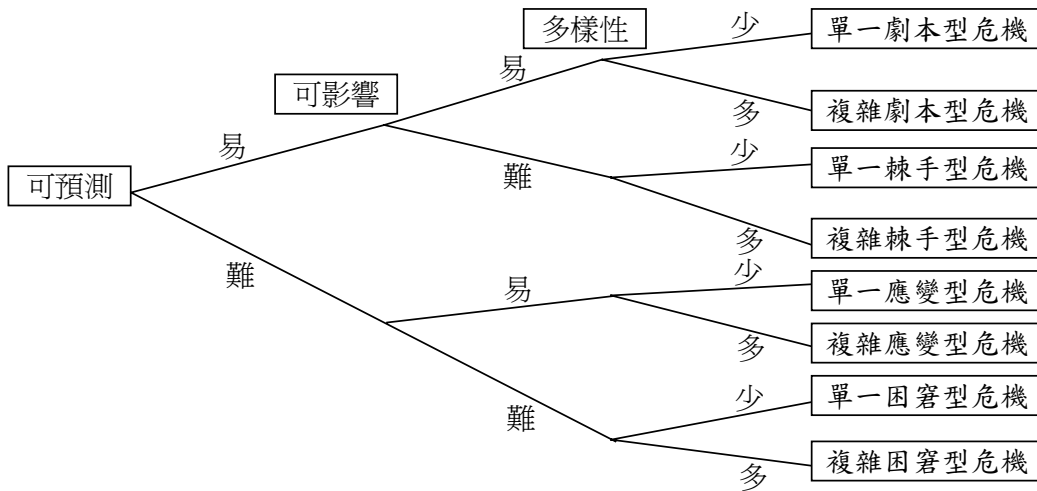 多樣性
少
單一劇本型危機
易
可影響
多
複雜劇本型危機
易
少
單一棘手型危機
可預測
難
多
複雜棘手型危機
難
易
少
單一應變型危機
多
複雜應變型危機
少
單一困窘型危機
難
多
複雜困窘型危機